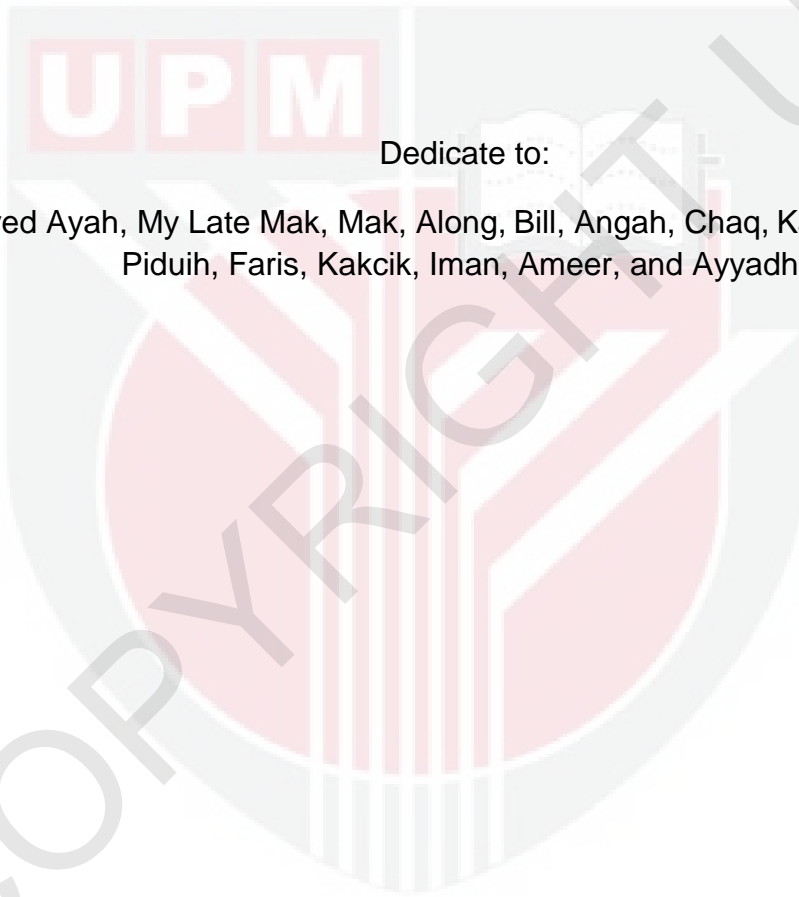 UPM
Dedicate to:
Ayah, My Late Mak, Mak, Along, Bill, Angah, Chaq,
Piduih, Faris, Kakcik, Iman, Ameer, and Ayyadh
COPYRIGHT